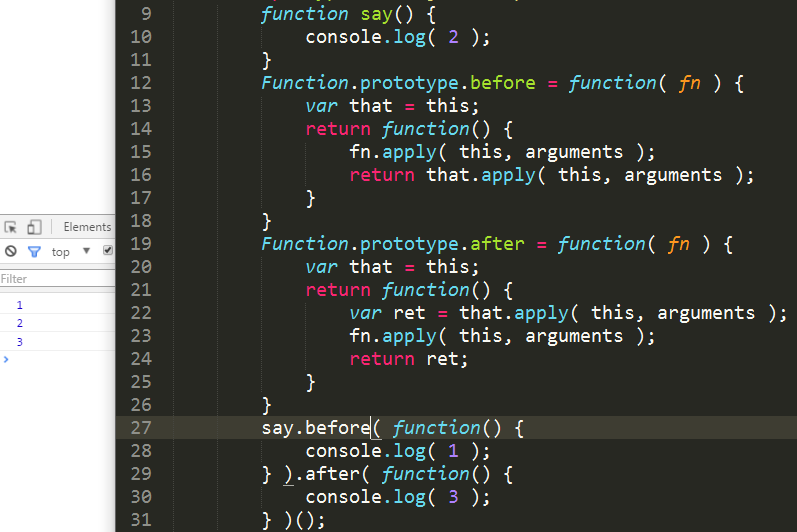 9 function say() {
10 console.log( 2 );
11 }
12 Function.prototype.before = function( fn ) {
13 var that = this;
14 return function() {
15 fn.apply( this, arguments );
16 return that.apply( this, arguments );
17 }
18 }
19 Function.prototype.after = function( fn ) {
20 var that = this;
21 return function() {
22 var ret = that.apply( this, arguments );
23 fn.apply( this, arguments );
24 return ret;
25 }
26 }
27 say.before( function() {
28 console.log( 1 );
29 } ).after( function() {
30 console.log( 3 );
31 } )();
Elements
top
Filter
1
2
3